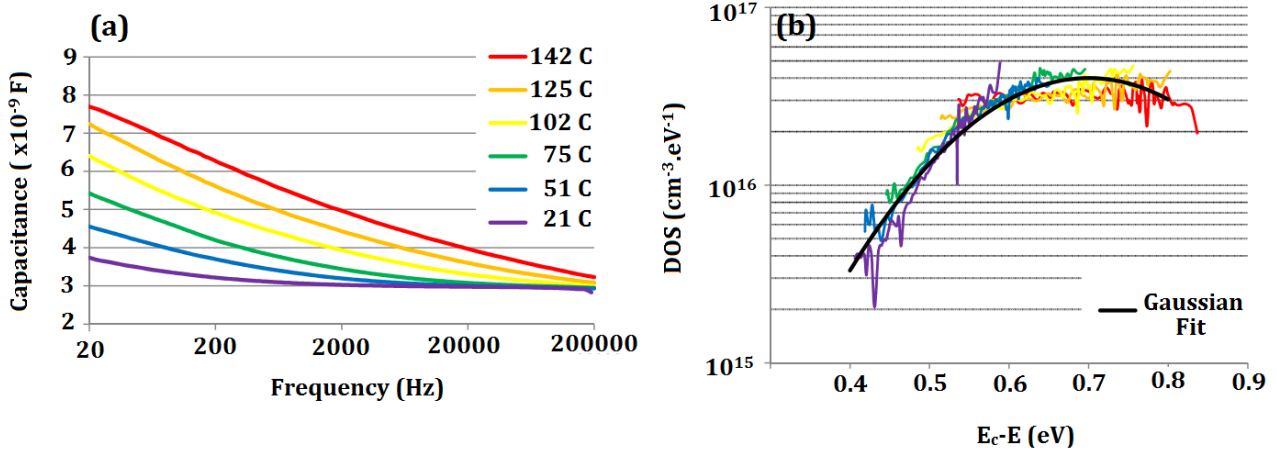 (a)
9
8
7
6
5
4
3
2
20
200
2000
20000
200000
Capacitance ( x10⁻⁹ F)
Frequency (Hz)
142 C
125 C
102 C
75 C
51 C
21 C
(b)
10¹⁷
10¹⁶
10¹⁵
0.4
0.5
0.6
0.7
0.8
0.9
DOS (cm⁻³.eV⁻¹)
E꜀-E (eV)
Gaussian
Fit